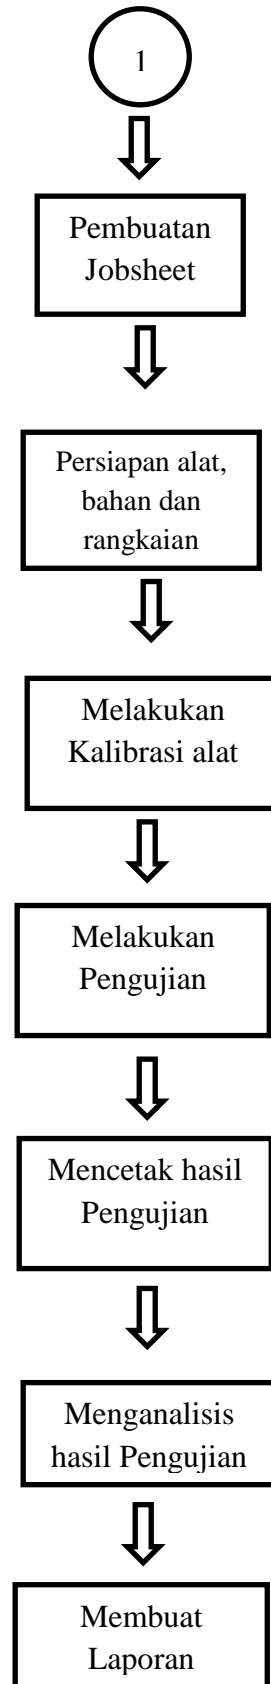 1
Pembuatan
Jobsheet
Persiapan alat,
bahan dan
rangkaian
Melakukan
Kalibrasi alat
Melakukan
Pengujian
Mencetak hasil
Pengujian
Menganalisis
hasil Pengujian
Membuat
Laporan